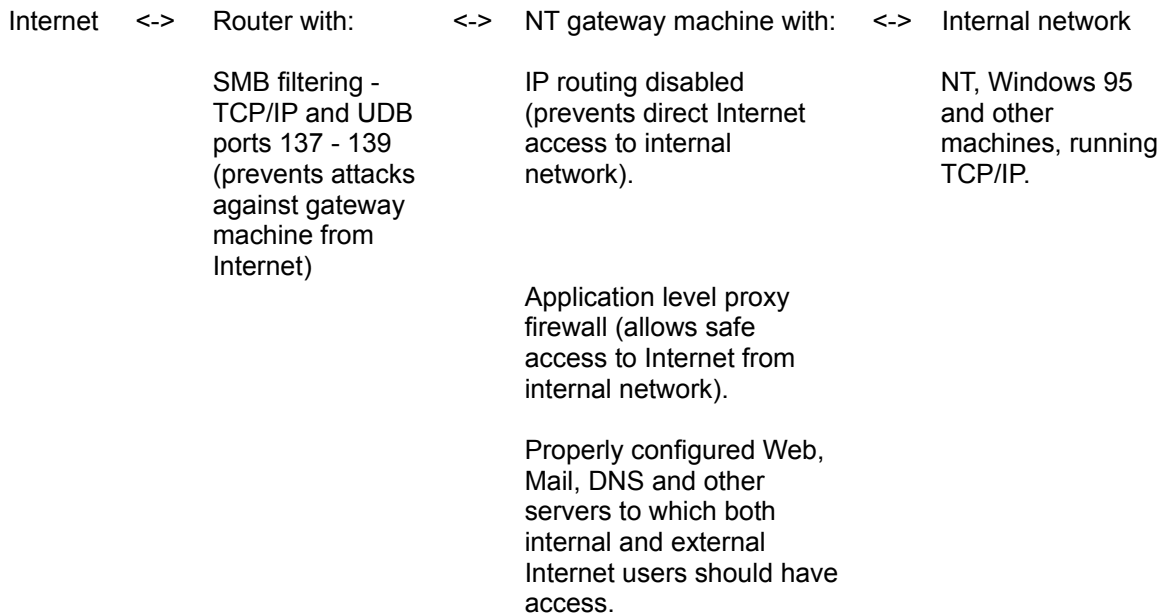 Internet <-> Router with: <-> NT gateway machine with: <-> Internal network
SMB filtering -
TCP/IP and UDB
ports 137 - 139
(prevents attacks
against gateway
machine from
Internet)
IP routing disabled
(prevents direct Internet
access to internal
network).
Application level proxy
firewall (allows safe
access to Internet from
internal network).
Properly configured Web,
Mail, DNS and other
servers to which both
internal and external
Internet users should have
access.
NT, Windows 95
and other
machines, running
TCP/IP.